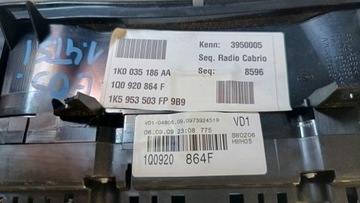 Kenn: 3950005
1K0 035 186 AA
Seq. Radio Cabrio
1Q0 920 864 F
Seq: 8596
1K5 953 503 FP 9B9
VD1
06.09.09 23:08 775
1Q0920 864F